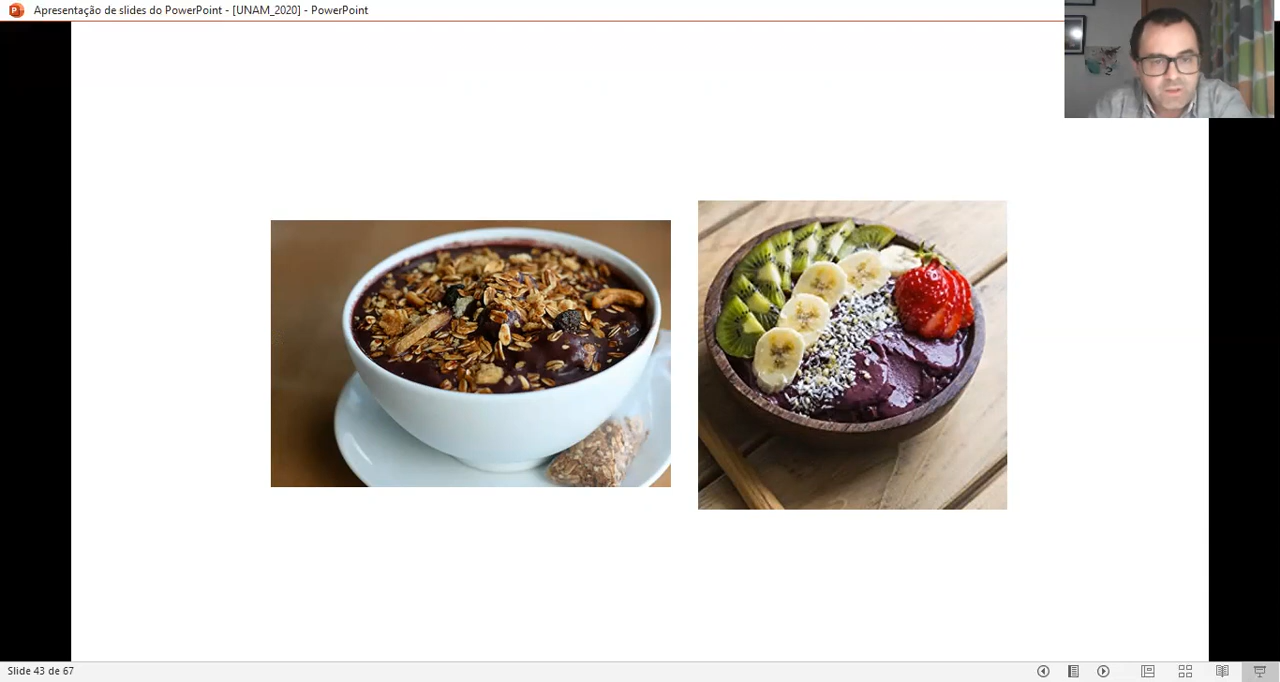 Apresentação de slides do PowerPoint - [UNAM_2020] - PowerPoint
Slide 43 de 67